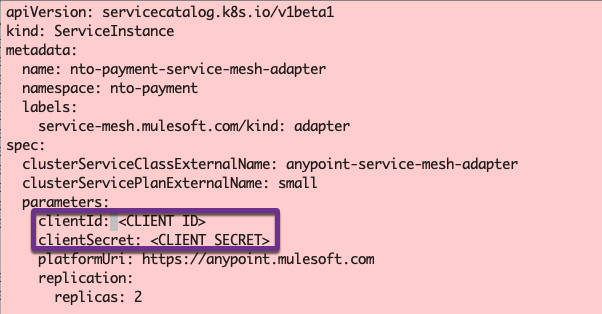 apiVersion: servicecatalog.k8s.io/v1beta1
kind: ServiceInstance
metadata:
  name: nto-payment-service-mesh-adapter
  namespace: nto-payment
  labels:
    service-mesh.mulesoft.com/kind: adapter
spec:
  clusterServiceClassExternalName: anypoint-service-mesh-adapter
  clusterServicePlanExternalName: small
  parameters:
    clientId: <CLIENT ID>
    clientSecret: <CLIENT SECRET>
    platformUri: https://anypoint.mulesoft.com
    replication:
      replicas: 2